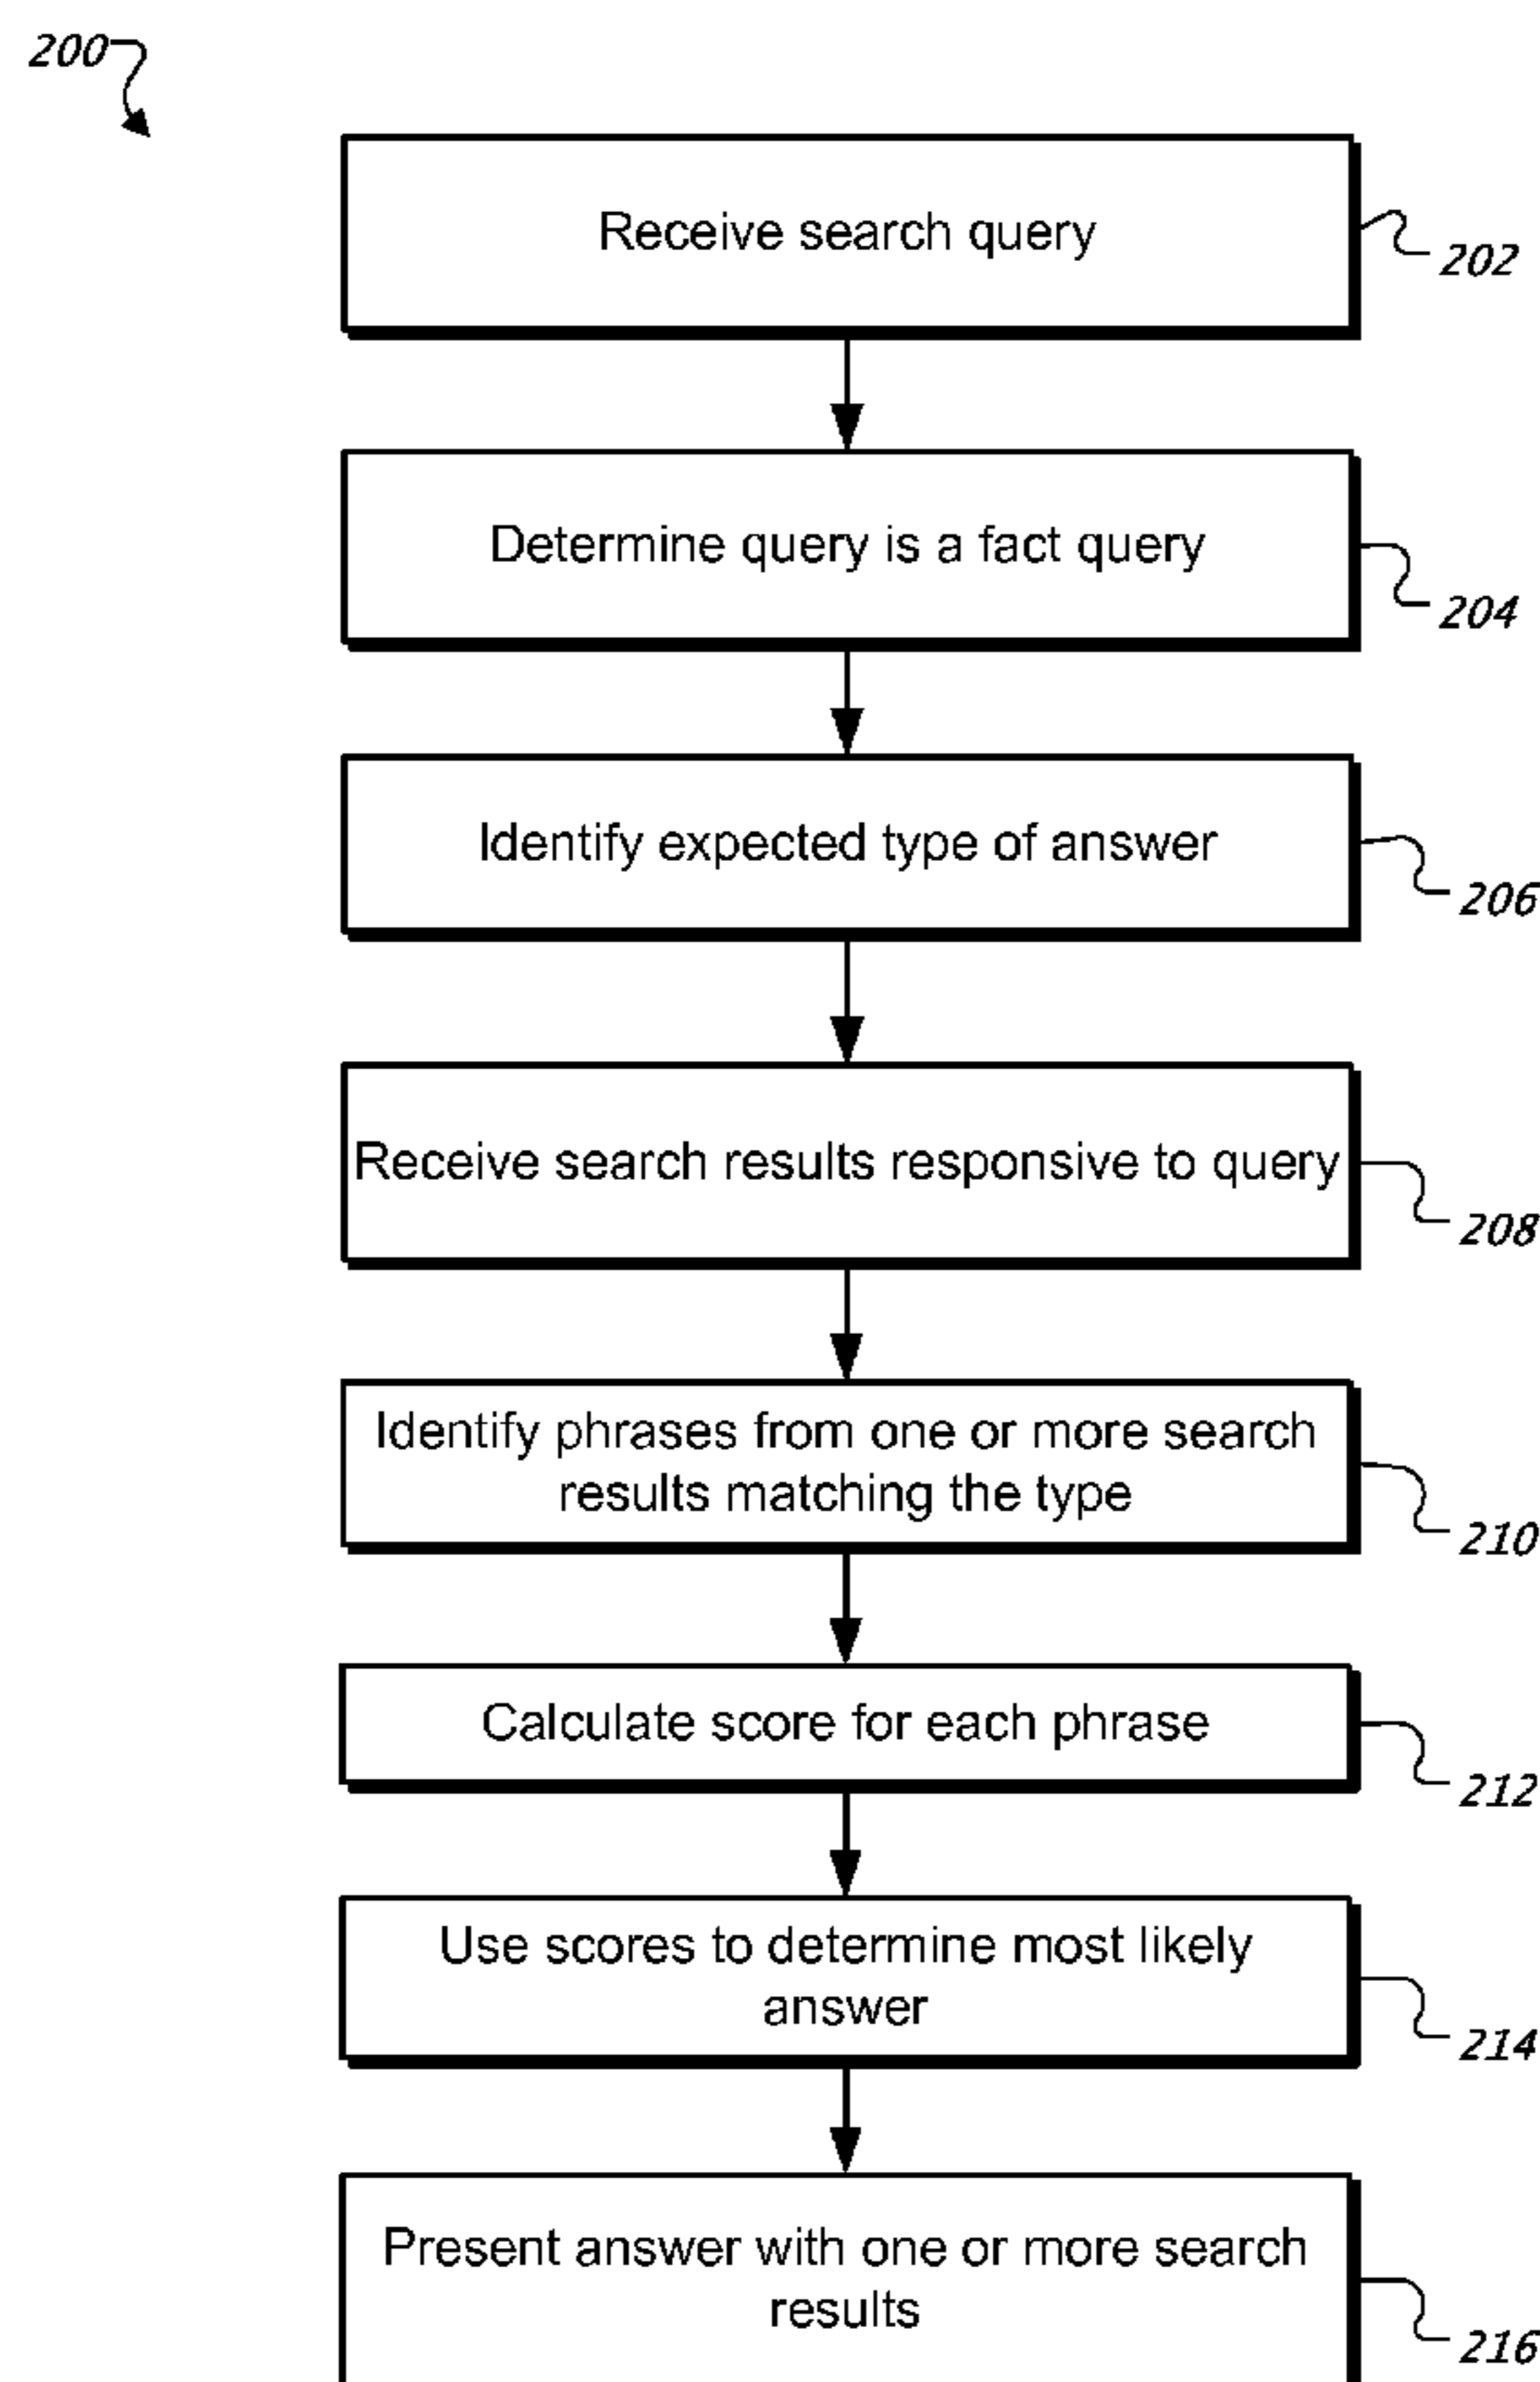 200
Receive search query
202
Determine query is a fact query
204
Identify expected type of answer
206
Receive search results responsive to query
208
Identify phrases from one or more search
results matching the type
210
Calculate score for each phrase
212
Use scores to determine most likely
answer
214
Present answer with one or more search
results
216